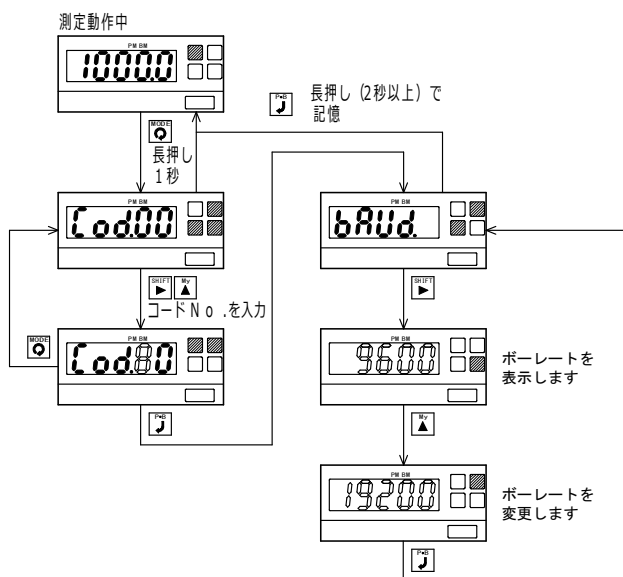 測定動作中
PM BM
1000.0
P•B
長押し (2秒以上) で
記憶
MODE
長押し
1秒
PM BM
Cod.00
PM BM
bAUd.
SHIFT
My
コードNo.を入力
SHIFT
MODE
PM BM
Cod.80
PM BM
9600
ボーレートを
表示します
P•B
My
PM BM
19200
ボーレートを
変更します
P•B